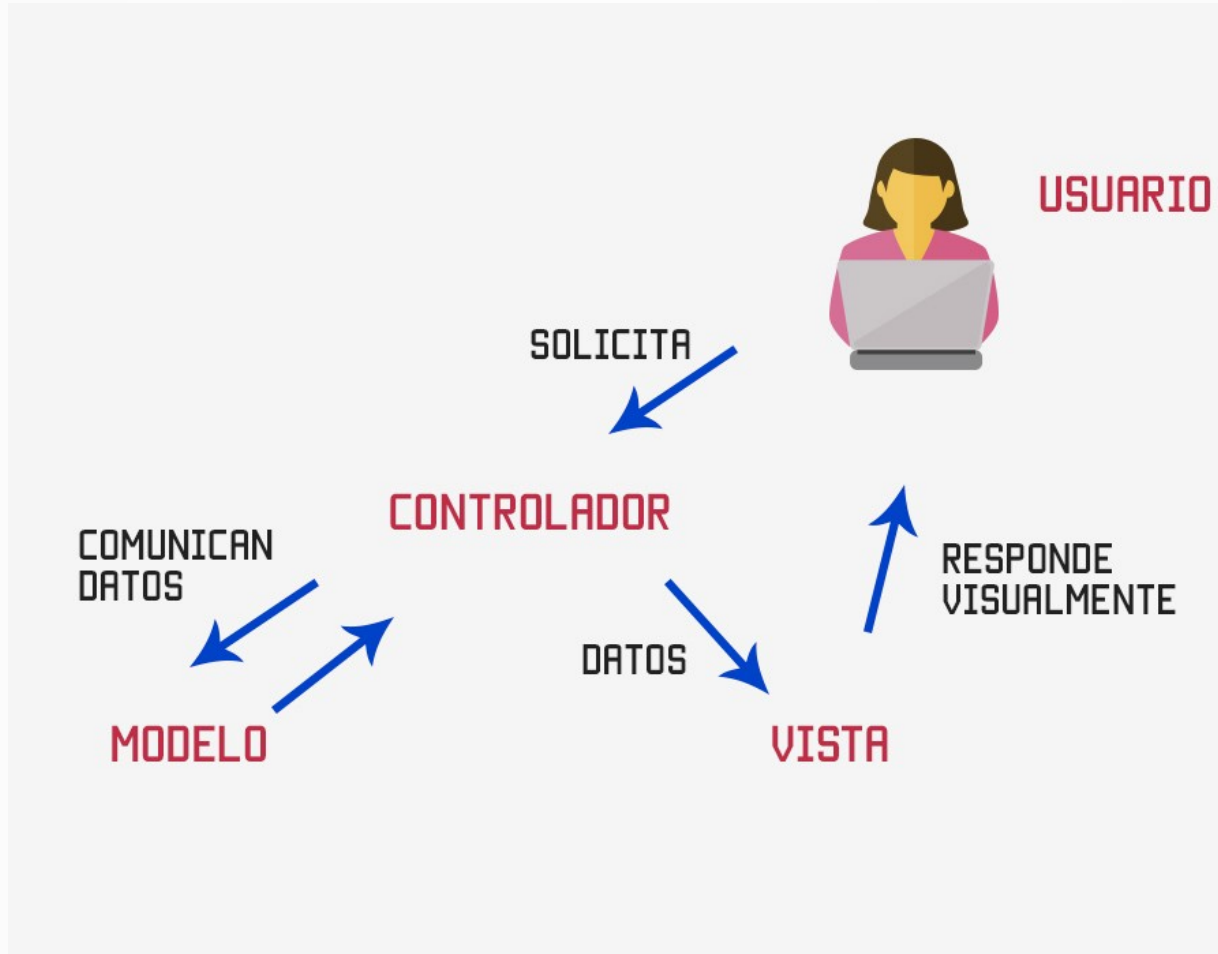 USUARIO
SOLICITA
CONTROLADOR
COMUNICAN
DATOS
RESPONDE
VISUALMENTE
DATOS
MODELO
VISTA